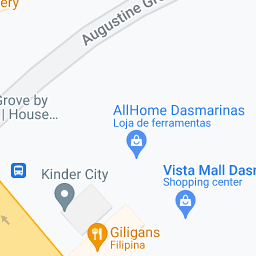 ery
Augustine Gro
Grove by
| House...
AllHome Dasmarinas
Loja de ferramentas
Kinder City
Vista Mall Dasm
Shopping center
Giligans
Filipina